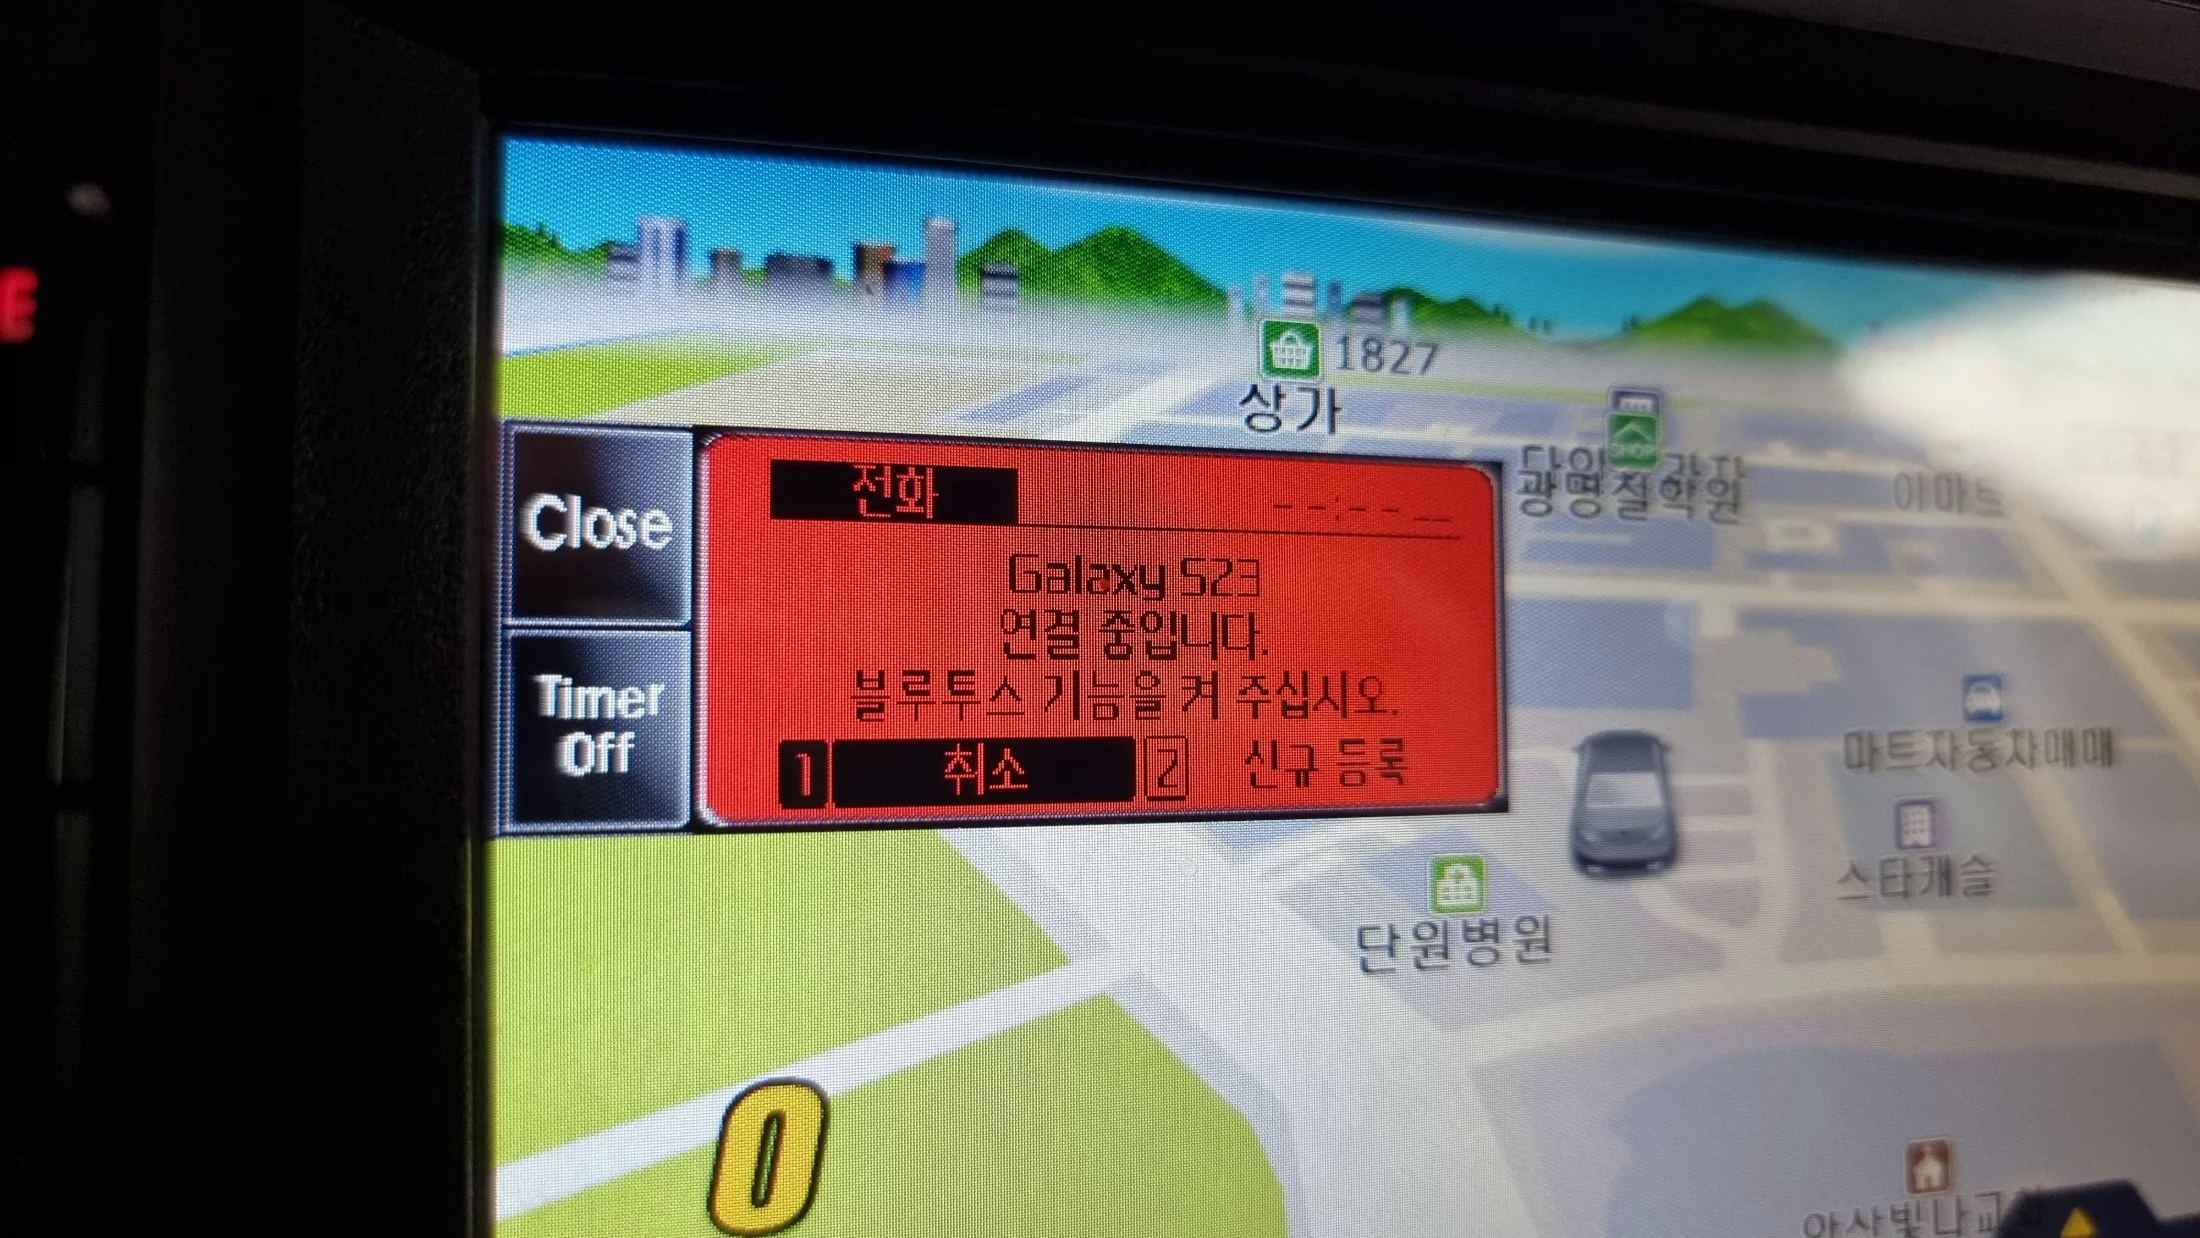 E
1827
상가
Close
전화
--:-- --
광명철학원
이마트
Galaxy S23
연결 중입니다.
블루투스 기능을 켜 주십시오.
Timer
Off
1 취소 2 신규 등록
마트자동차매매
스타캐슬
단원병원
0